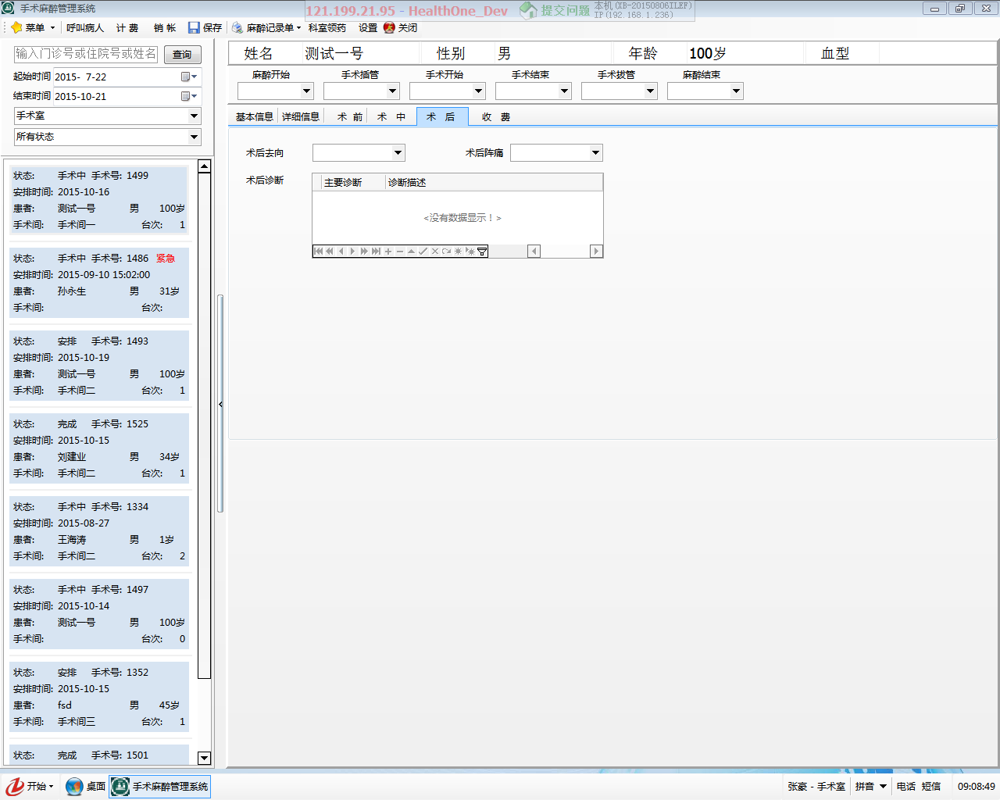 手术麻醉管理系统
121.199.21.95 - HealthOne_Dev 提交问题 本机(XB-20150806ILEF) IP(192.168.1.236)
菜单 呼叫病人 计 费 销 帐 保存 麻醉记录单 科室领药 设置 关闭
输入门诊号或住院号或姓名 查询
起始时间 2015- 7-22
结束时间 2015-10-21
手术室
所有状态
状态: 手术中 手术号: 1499
安排时间: 2015-10-16
患者: 测试一号 男 100岁
手术间: 手术间一 台次: 1
状态: 手术中 手术号: 1486 紧急
安排时间: 2015-09-10 15:02:00
患者: 孙永生 男 31岁
手术间: 台次:
状态: 安排 手术号: 1493
安排时间: 2015-10-19
患者: 测试一号 男 100岁
手术间: 手术间二 台次: 1
状态: 完成 手术号: 1525
安排时间: 2015-10-15
患者: 刘建业 男 34岁
手术间: 手术间二 台次: 1
状态: 手术中 手术号: 1334
安排时间: 2015-08-27
患者: 王海涛 男 1岁
手术间: 手术间二 台次: 2
状态: 手术中 手术号: 1497
安排时间: 2015-10-14
患者: 测试一号 男 100岁
手术间: 台次: 0
状态: 安排 手术号: 1352
安排时间: 2015-10-15
患者: fsd 男 45岁
手术间: 手术间三 台次: 1
状态: 完成 手术号: 1501
姓名 测试一号 性别 男 年龄 100岁 血型
麻醉开始 手术插管 手术开始 手术结束 手术拔管 麻醉结束
基本信息 详细信息 术 前 术 中 术 后 收 费
术后去向 术后阵痛
术后诊断 主要诊断 诊断描述
<没有数据显示！>
开始 桌面 手术麻醉管理系统 张豪 - 手术室 拼音 电话 短信 09:08:49